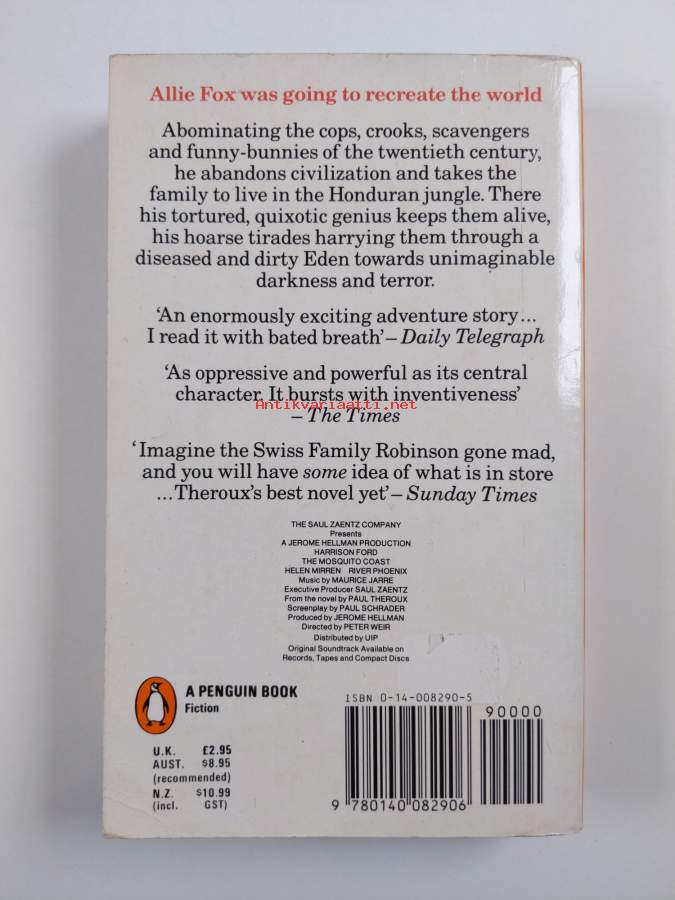 Allie Fox was going to recreate the world
Abominating the cops, crooks, scavengers
and funny-bunnies of the twentieth century,
he abandons civilization and takes the
family to live in the Honduran jungle. There
his tortured, quixotic genius keeps them alive,
his hoarse tirades harrying them through a
diseased and dirty Eden towards unimaginable
darkness and terror.
‘An enormously exciting adventure story...
I read it with bated breath’ – Daily Telegraph
‘As oppressive and powerful as its central
character. It bursts with inventiveness’
Antikvariaatti.net
– The Times
‘Imagine the Swiss Family Robinson gone mad,
and you will have some idea of what is in store
...Theroux’s best novel yet’ – Sunday Times
THE SAUL ZAENTZ COMPANY
Presents
A JEROME HELLMAN PRODUCTION
HARRISON FORD
THE MOSQUITO COAST
HELEN MIRREN RIVER PHOENIX
Music by MAURICE JARRE
Executive Producer SAUL ZAENTZ
From the novel by PAUL THEROUX
Screenplay by PAUL SCHRADER
Produced by JEROME HELLMAN
Directed by PETER WEIR
Distributed by UIP
Original Soundtrack Available on
Records, Tapes and Compact Discs
A PENGUIN BOOK
Fiction
U.K. £2.95
AUST. $8.95
(recommended)
N.Z. $10.99
(incl. GST)
ISBN 0-14-008290-5
90000
9 780140 082906